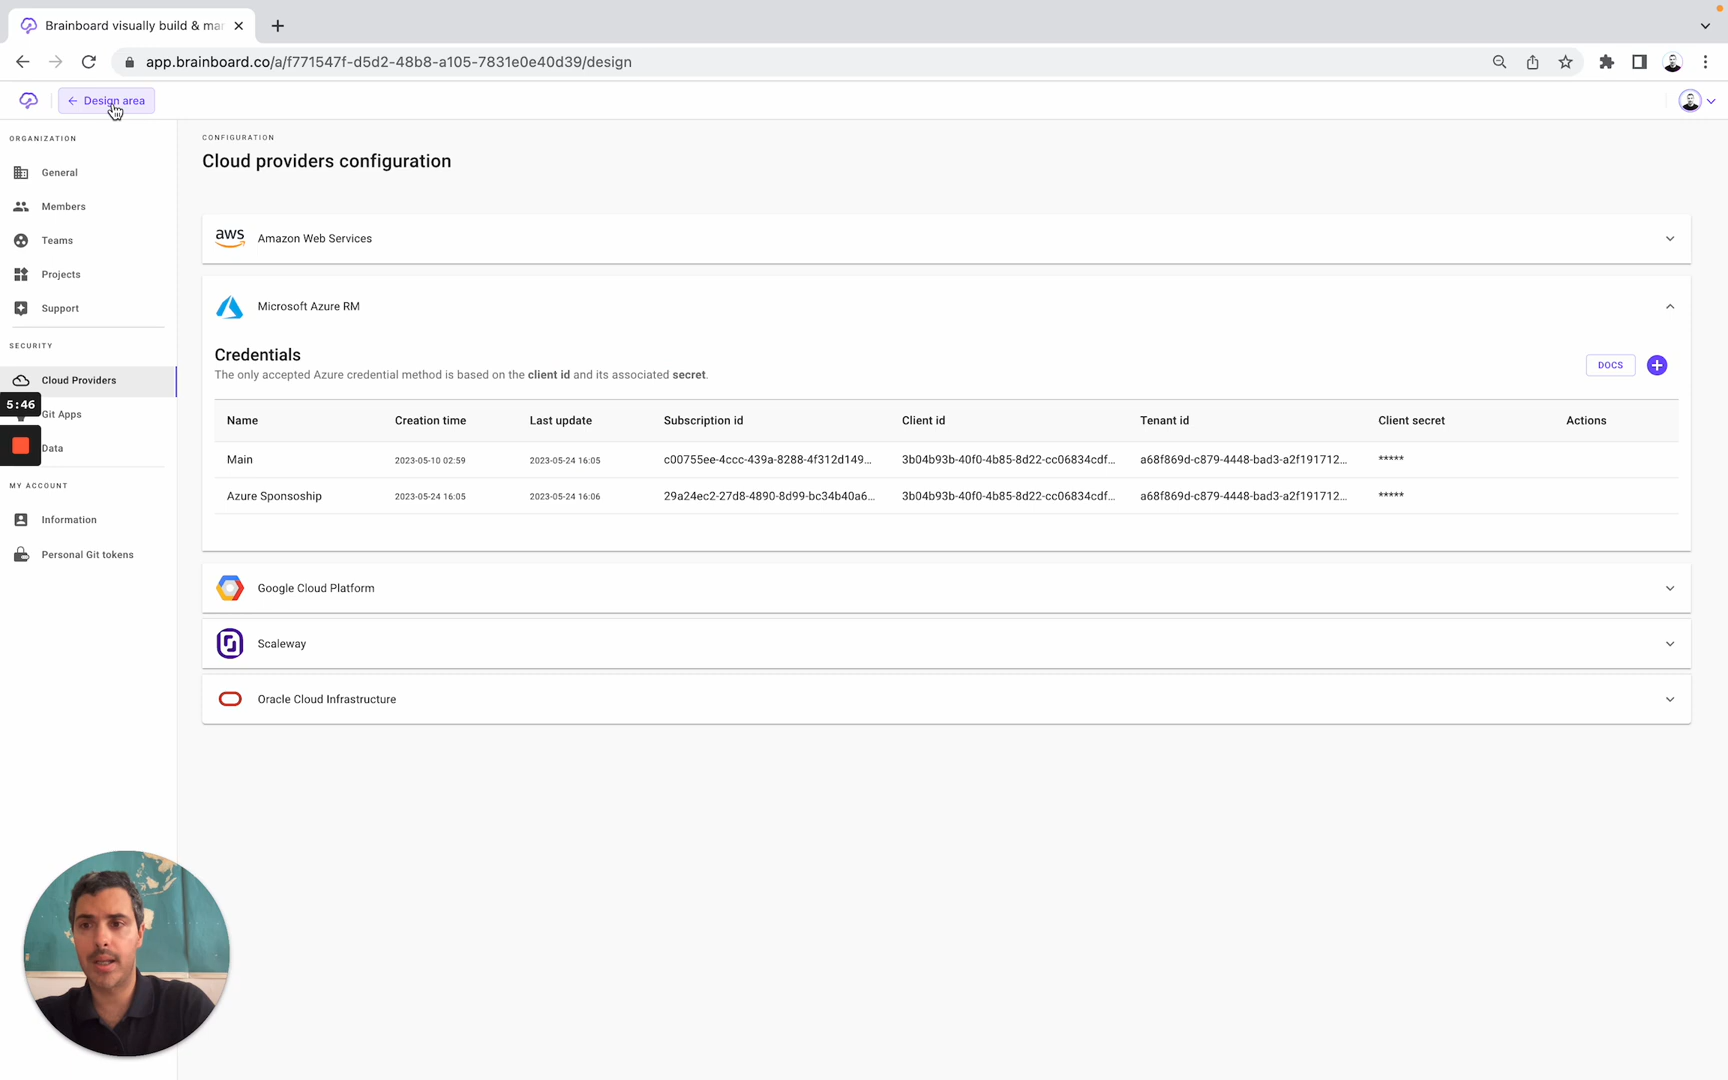 Brainboard visually build & ma
app.brainboard.co/a/f771547f-d5d2-48b8-a105-7831e0e40d39/design
← Design area
ORGANIZATION
General
Members
Teams
Projects
Support
SECURITY
Cloud Providers
5:46
Git Apps
Data
MY ACCOUNT
Information
Personal Git tokens
CONFIGURATION
Cloud providers configuration
aws Amazon Web Services
Microsoft Azure RM
Credentials
The only accepted Azure credential method is based on the client id and its associated secret.
DOCS
Name Creation time Last update Subscription id Client id Tenant id Client secret Actions
Main 2023-05-10 02:59 2023-05-24 16:05 c00755ee-4ccc-439a-8288-4f312d149... 3b04b93b-40f0-4b85-8d22-cc06834cdf... a68f869d-c879-4448-bad3-a2f191712... *****
Azure Sponsoship 2023-05-24 16:05 2023-05-24 16:06 29a24ec2-27d8-4890-8d99-bc34b40a6... 3b04b93b-40f0-4b85-8d22-cc06834cdf... a68f869d-c879-4448-bad3-a2f191712... *****
Google Cloud Platform
Scaleway
Oracle Cloud Infrastructure